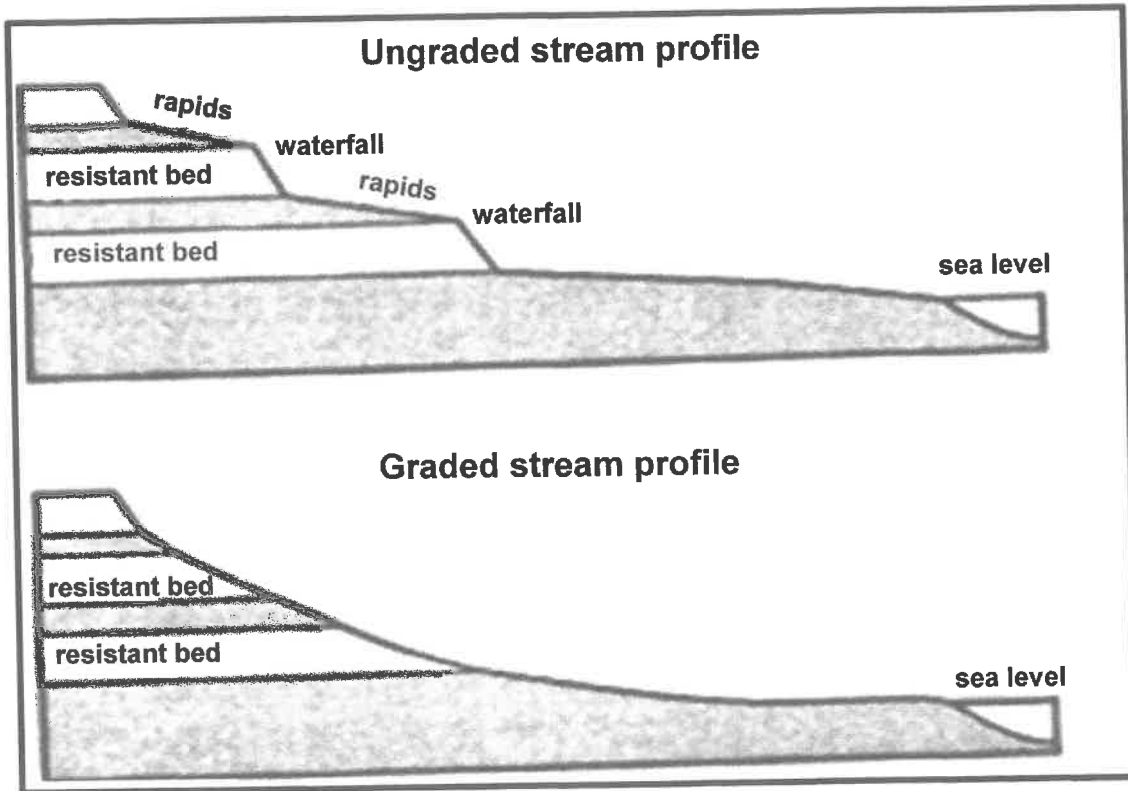 Ungraded stream profile
rapids
waterfall
resistant bed
rapids
waterfall
resistant bed
sea level
Graded stream profile
resistant bed
resistant bed
sea level